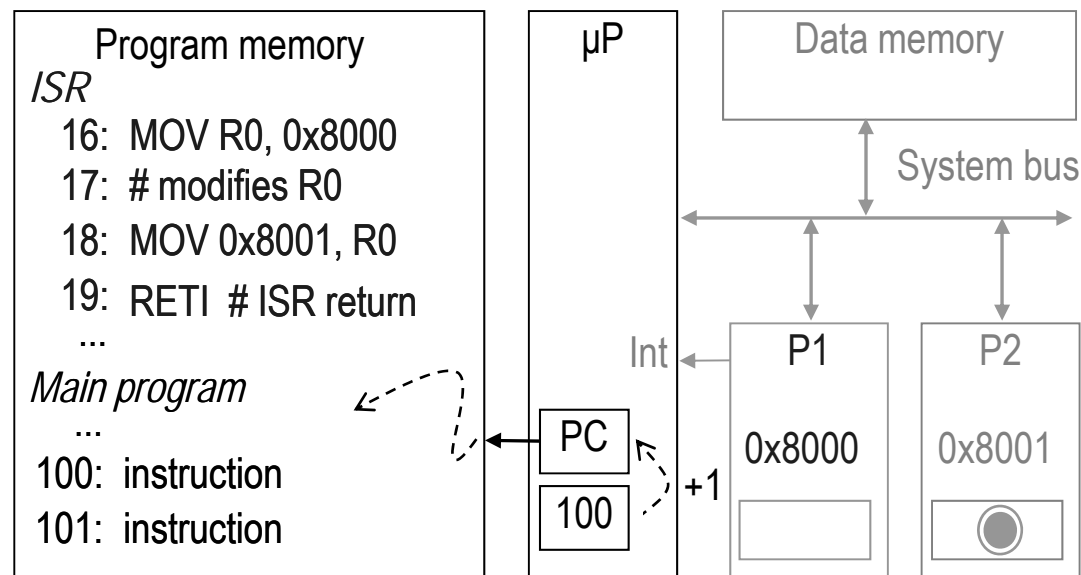 Program memory
ISR
16: MOV R0, 0x8000
17: # modifies R0
18: MOV 0x8001, R0
19: RETI # ISR return
...
Main program
...
100: instruction
101: instruction
µP
Int
PC
100
+1
Data memory
System bus
P1
0x8000
P2
0x8001